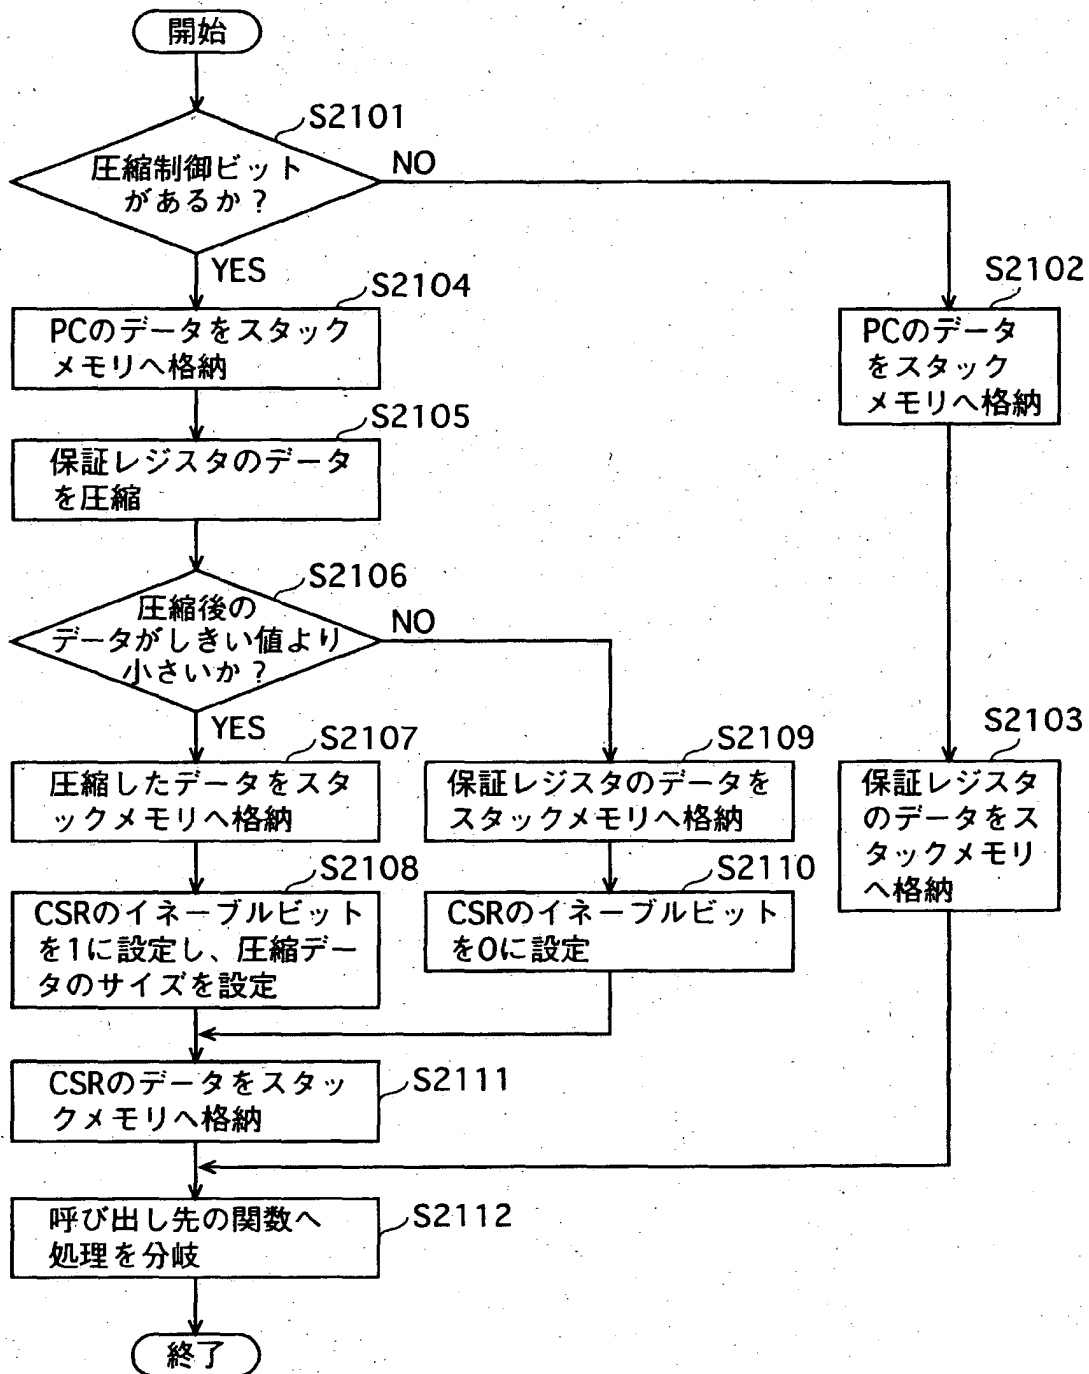 開始
S2101
圧縮制御ビット
があるか？
NO
YES
S2104
PCのデータをスタック
メモリへ格納
S2102
PCのデータ
をスタック
メモリへ格納
S2105
保証レジスタのデータ
を圧縮
S2106
圧縮後の
データがしきい値より
小さいか？
NO
YES
S2107
圧縮したデータをスタ
ックメモリへ格納
S2109
保証レジスタのデータを
スタックメモリへ格納
S2103
保証レジスタ
のデータをス
タックメモリ
へ格納
S2108
CSRのイネーブルビット
を1に設定し、圧縮デー
タのサイズを設定
S2110
CSRのイネーブルビット
を0に設定
CSRのデータをスタッ
クメモリへ格納
S2111
呼び出し先の関数へ
処理を分岐
S2112
終了